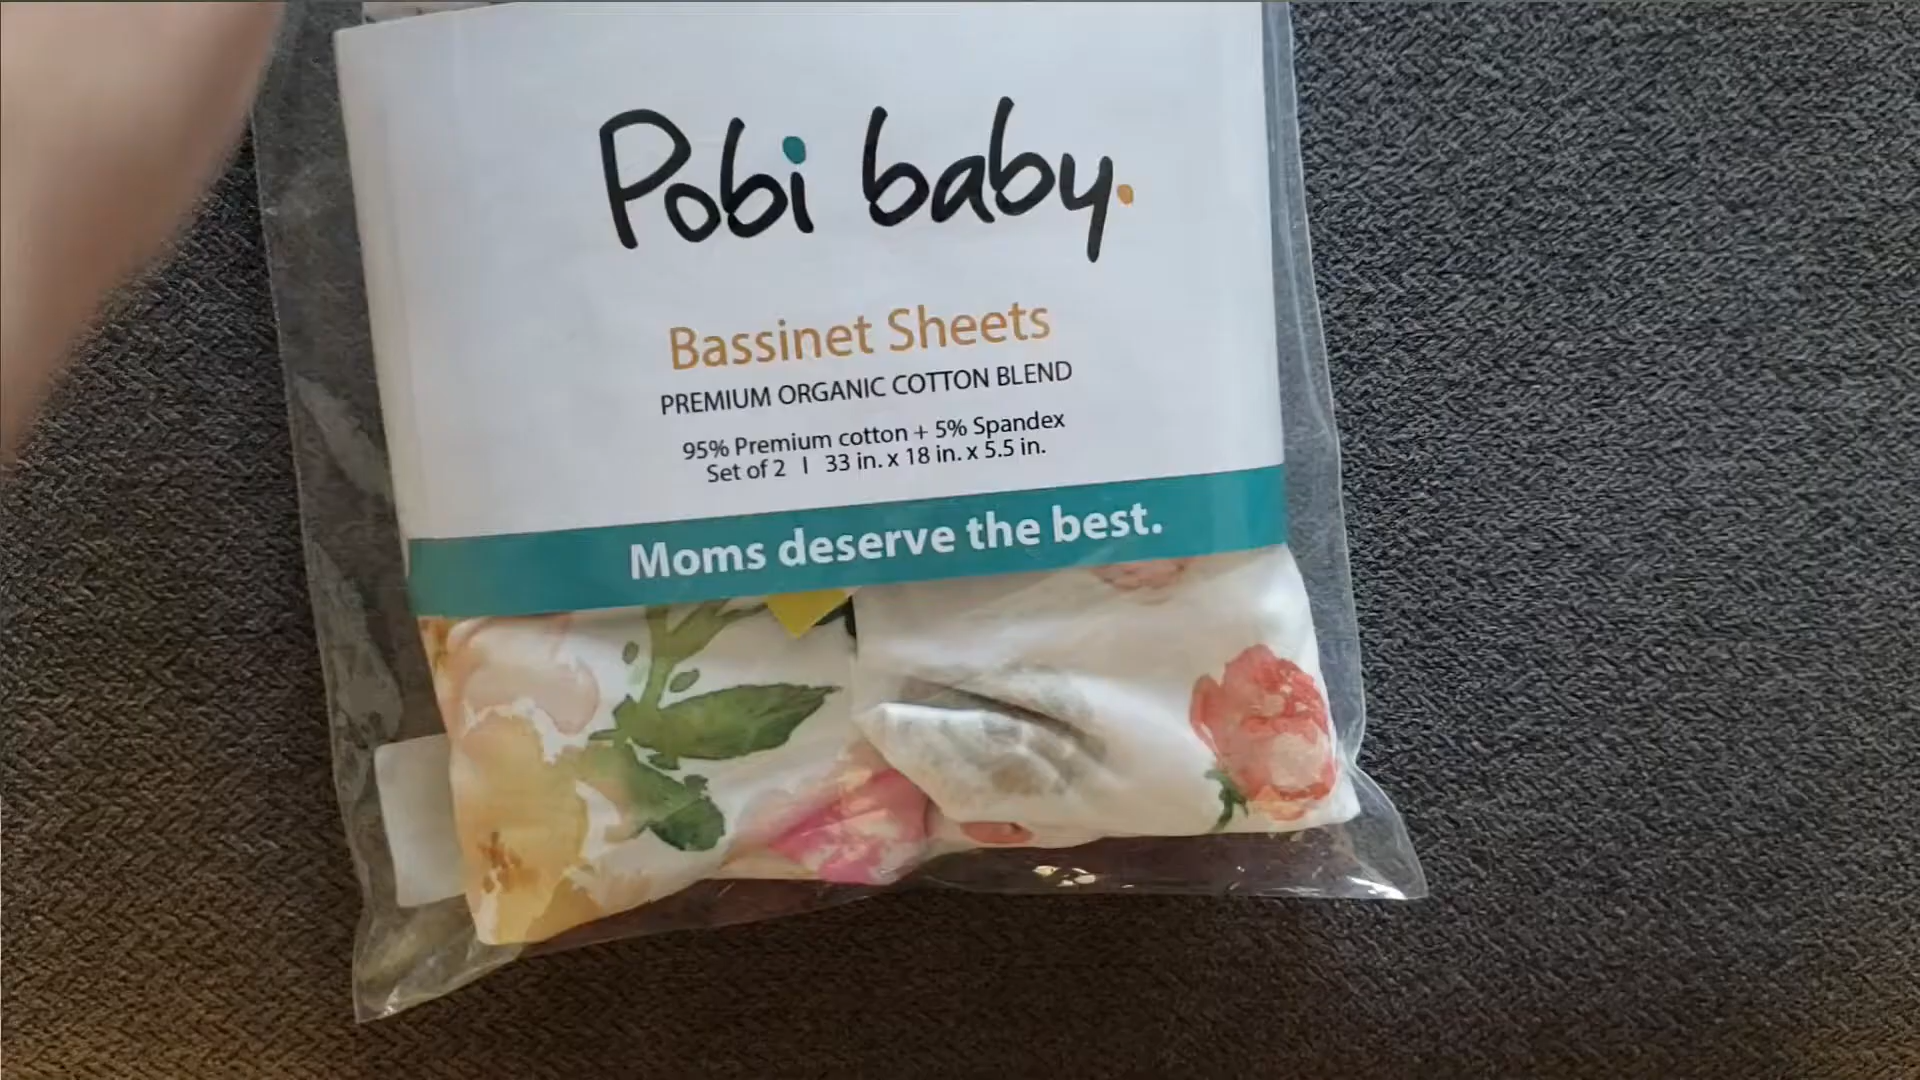 Pobi baby.
Bassinet Sheets
PREMIUM ORGANIC COTTON BLEND
95% Premium cotton + 5% Spandex
Set of 2 | 33 in. x 18 in. x 5.5 in.
Moms deserve the best.